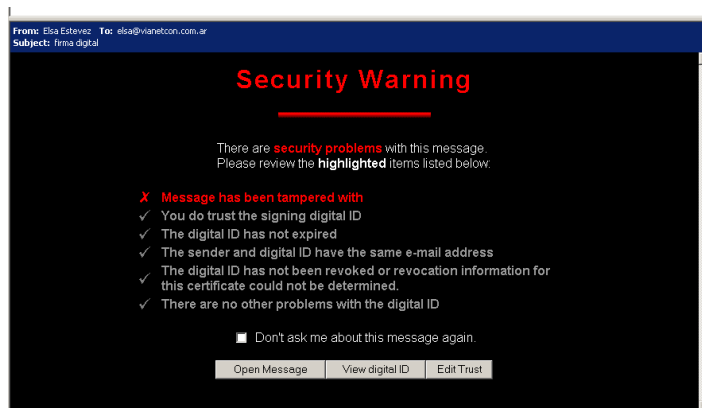 From: Elsa Estevez To: elsa@vianetcon.com.ar
Subject: firma digital
Security Warning
There are security problems with this message.
Please review the highlighted items listed below:
✗ Message has been tampered with
✓ You do trust the signing digital ID
✓ The digital ID has not expired
✓ The sender and digital ID have the same e-mail address
✓ The digital ID has not been revoked or revocation information for
this certificate could not be determined.
✓ There are no other problems with the digital ID
Don't ask me about this message again.
Open Message View digital ID Edit Trust